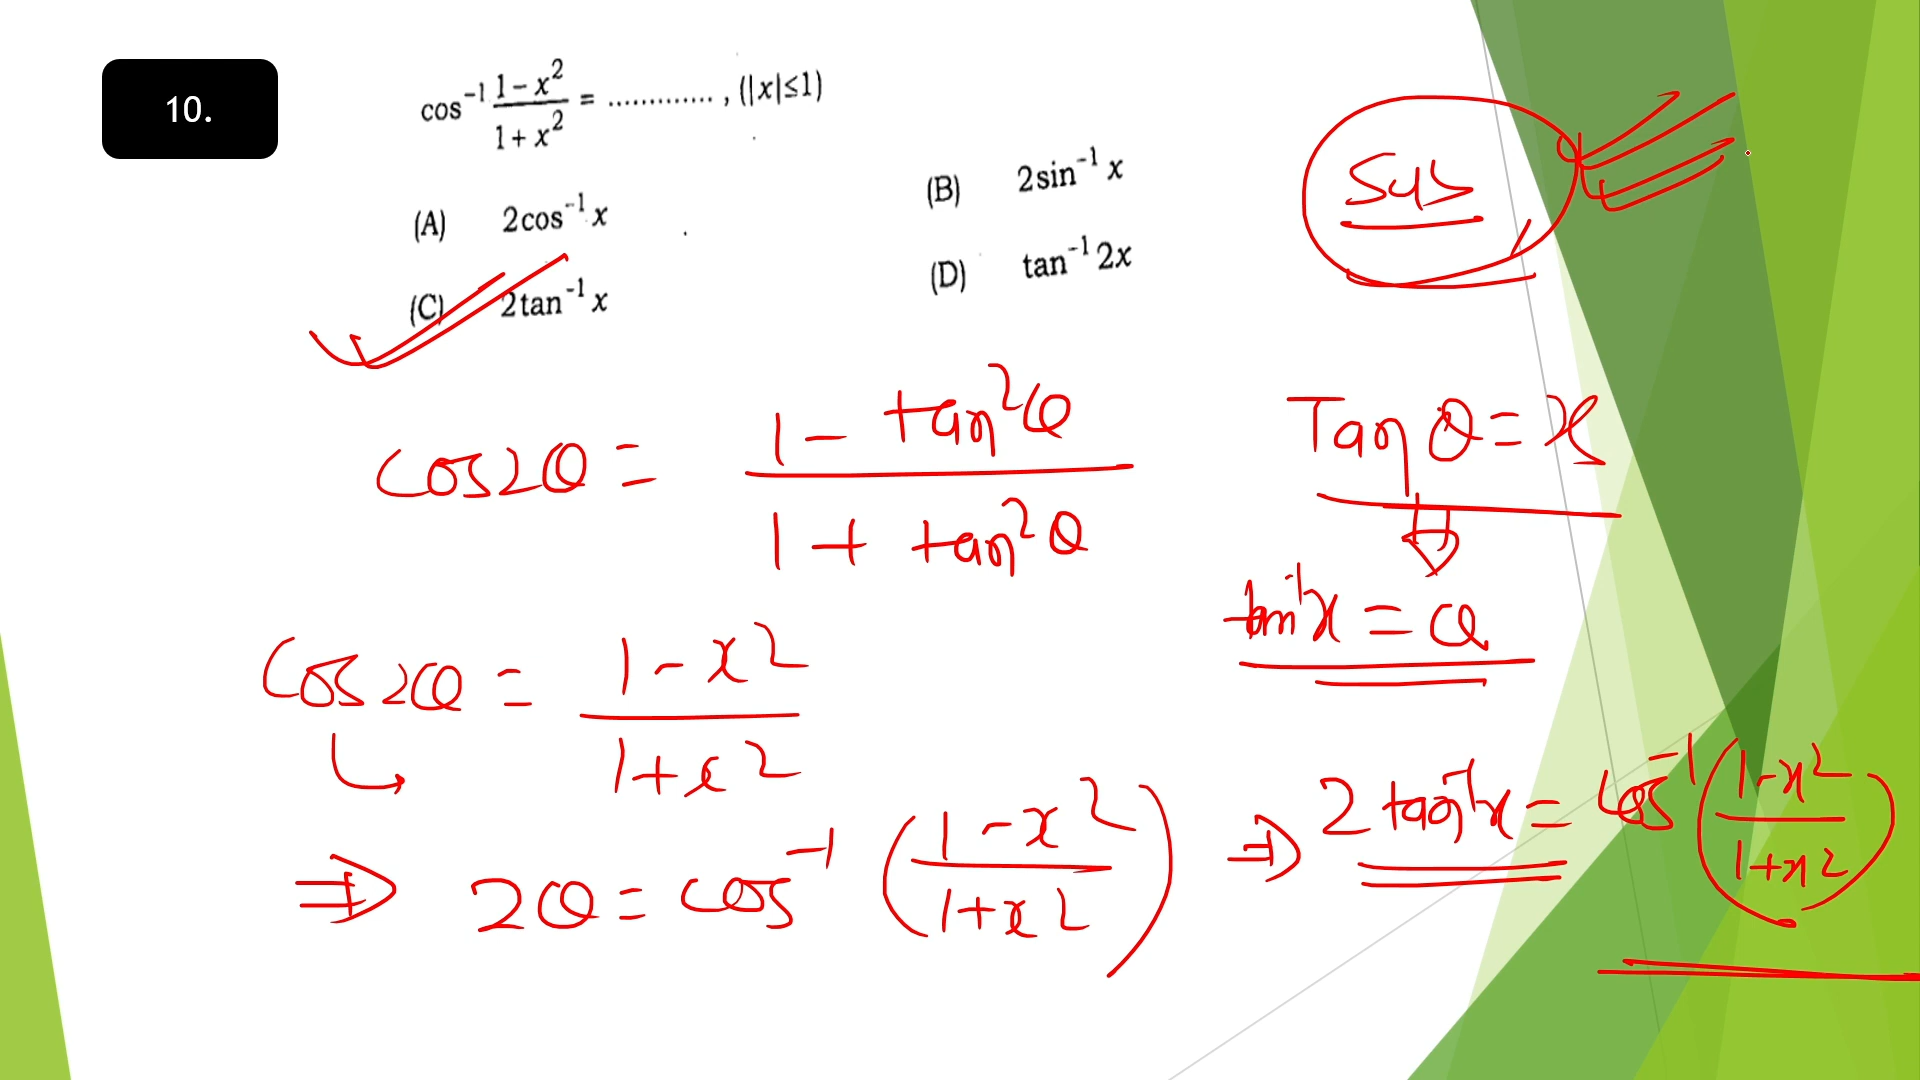 10.
cos⁻¹ (1-x²)/(1+x²) = ............. , (|x|≤1)
(A) 2cos⁻¹x
(B) 2sin⁻¹x
(C) 2tan⁻¹x
(D) tan⁻¹2x
cos2θ = (1 - tan²θ)/(1 + tan²θ)
Tanθ = x
tan⁻¹x = θ
Cos2θ = (1-x²)/(1+x²)
⇒ 2θ = cos⁻¹((1-x²)/(1+x²))
⇒ 2tan⁻¹x = cos⁻¹((1-x²)/(1+x²))